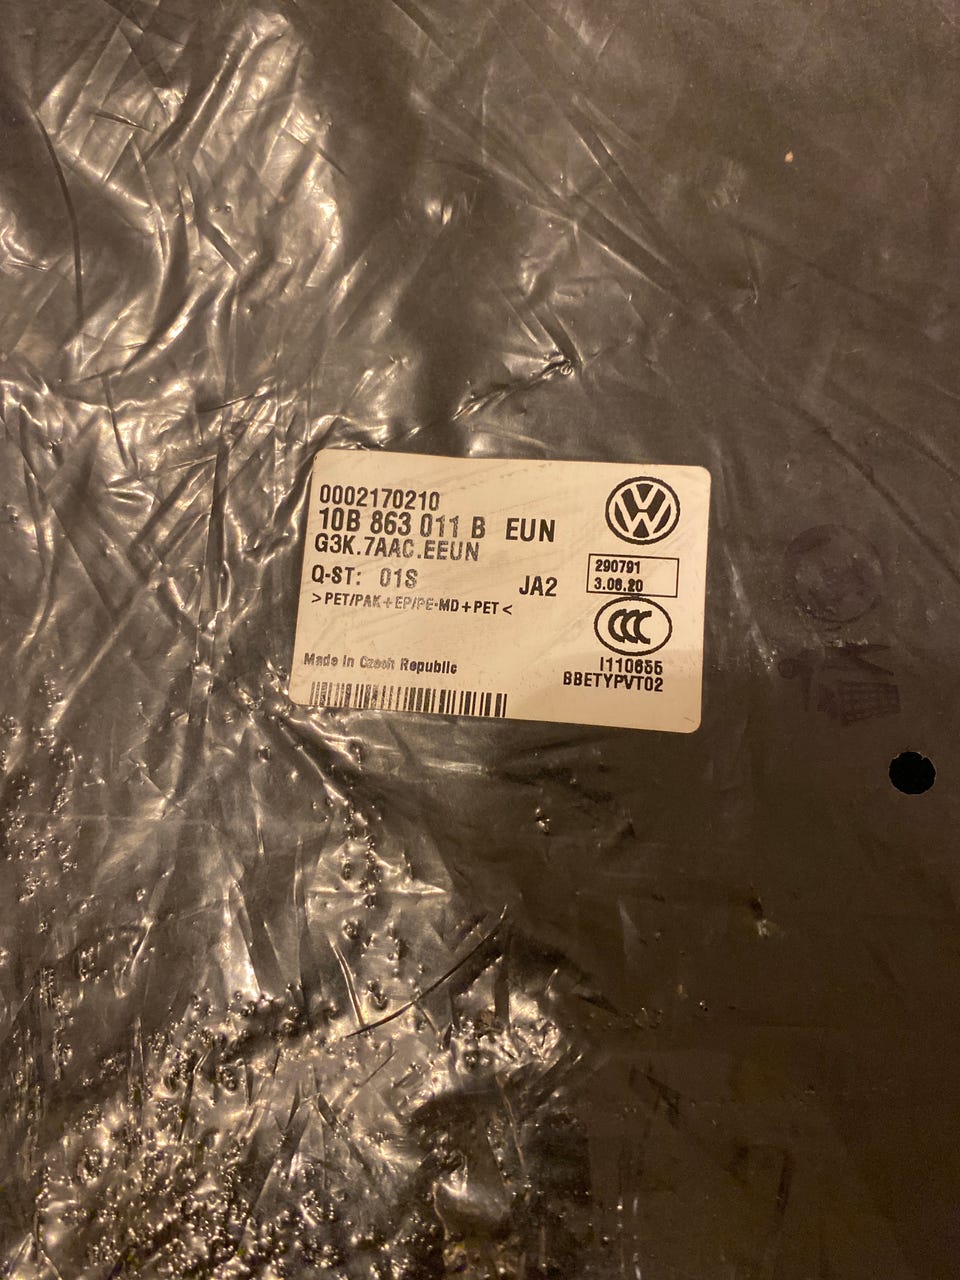 0002170210
10B 863 011 B EUN
G3K.7AAC.EEUN
Q-ST: 01S
JA2
>PET/PAK+EP/PE-MD+PET<
Made in Czech Republic
290791
3.06.20
CCC
I110655
BBETYPVT02